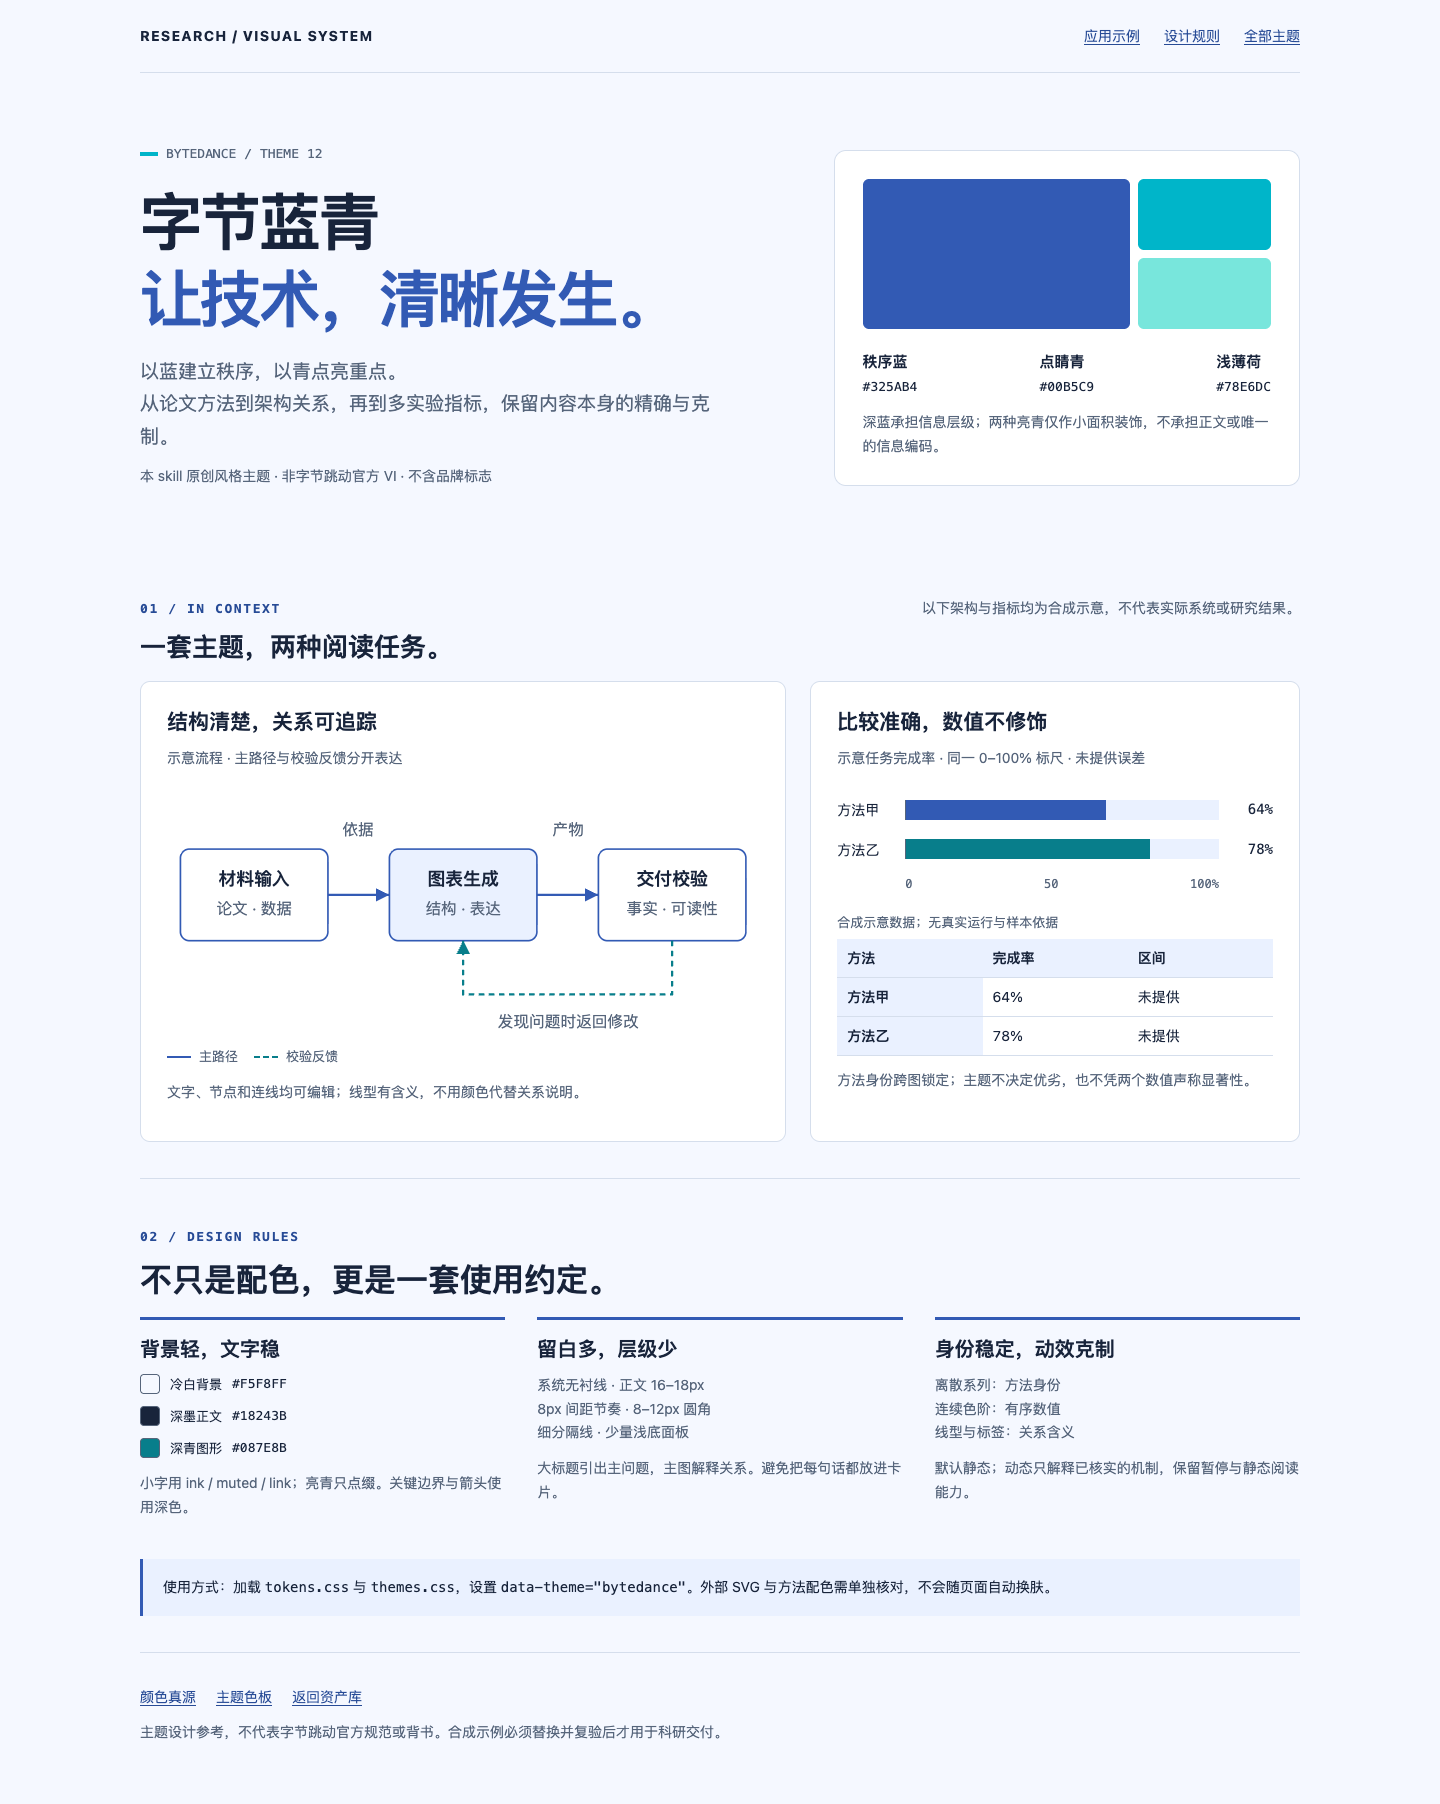 RESEARCH / VISUAL SYSTEM
应用示例 设计规则 全部主题
BYTEDANCE / THEME 12
字节蓝青
让技术，清晰发生。
以蓝建立秩序，以青点亮重点。
从论文方法到架构关系，再到多实验指标，保留内容本身的精确与克
制。
本 skill 原创风格主题 · 非字节跳动官方 VI · 不含品牌标志
秩序蓝 点睛青 浅薄荷
#325AB4 #00B5C9 #78E6DC
深蓝承担信息层级；两种亮青仅作小面积装饰，不承担正文或唯一
的信息编码。
01 / IN CONTEXT
一套主题，两种阅读任务。
以下架构与指标均为合成示意，不代表实际系统或研究结果。
结构清楚，关系可追踪
示意流程 · 主路径与校验反馈分开表达
依据 产物
材料输入 图表生成 交付校验
论文 · 数据 结构 · 表达 事实 · 可读性
发现问题时返回修改
主路径 校验反馈
文字、节点和连线均可编辑；线型有含义，不用颜色代替关系说明。
比较准确，数值不修饰
示意任务完成率 · 同一 0–100% 标尺 · 未提供误差
方法甲 64%
方法乙 78%
0 50 100%
合成示意数据；无真实运行与样本依据
方法 完成率 区间
方法甲 64% 未提供
方法乙 78% 未提供
方法身份跨图锁定；主题不决定优劣，也不凭两个数值声称显著性。
02 / DESIGN RULES
不只是配色，更是一套使用约定。
背景轻，文字稳
冷白背景 #F5F8FF
深墨正文 #18243B
深青图形 #087E8B
小字用 ink / muted / link；亮青只点缀。关键边界与箭头使
用深色。
留白多，层级少
系统无衬线 · 正文 16–18px
8px 间距节奏 · 8–12px 圆角
细分隔线 · 少量浅底面板
大标题引出主问题，主图解释关系。避免把每句话都放进卡
片。
身份稳定，动效克制
离散系列：方法身份
连续色阶：有序数值
线型与标签：关系含义
默认静态；动态只解释已核实的机制，保留暂停与静态阅读
能力。
使用方式：加载 tokens.css 与 themes.css，设置 data-theme="bytedance"。外部 SVG 与方法配色需单独核对，不会随页面自动换肤。
颜色真源 主题色板 返回资产库
主题设计参考，不代表字节跳动官方规范或背书。合成示例必须替换并复验后才用于科研交付。